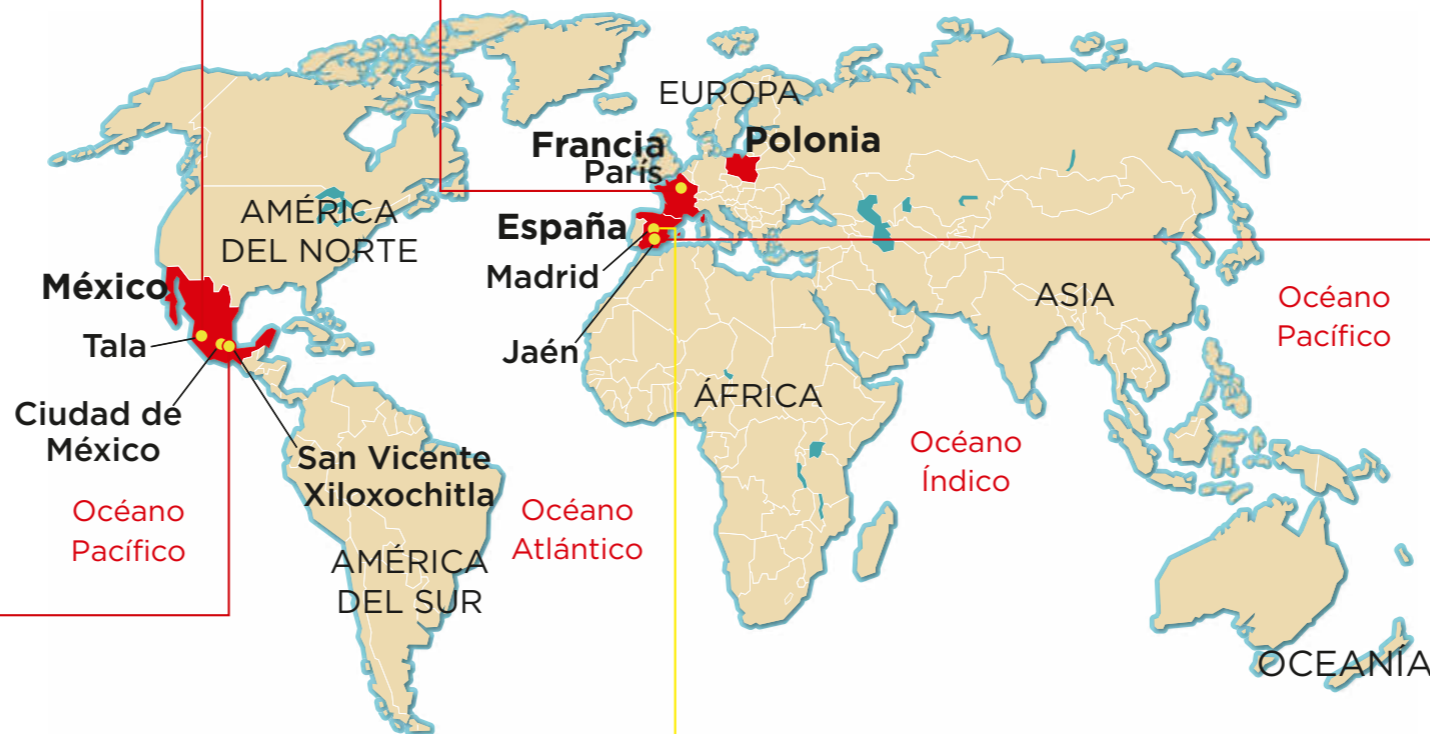 EUROPA
Francia
París
Polonia
AMÉRICA
DEL NORTE
España
Madrid
México
Tala
Jaén
ASIA
Océano
Pacífico
ÁFRICA
Ciudad de
México
San Vicente
Xiloxochitla
Océano
Índico
Océano
Pacífico
Océano
Atlántico
AMÉRICA
DEL SUR
OCEANÍA